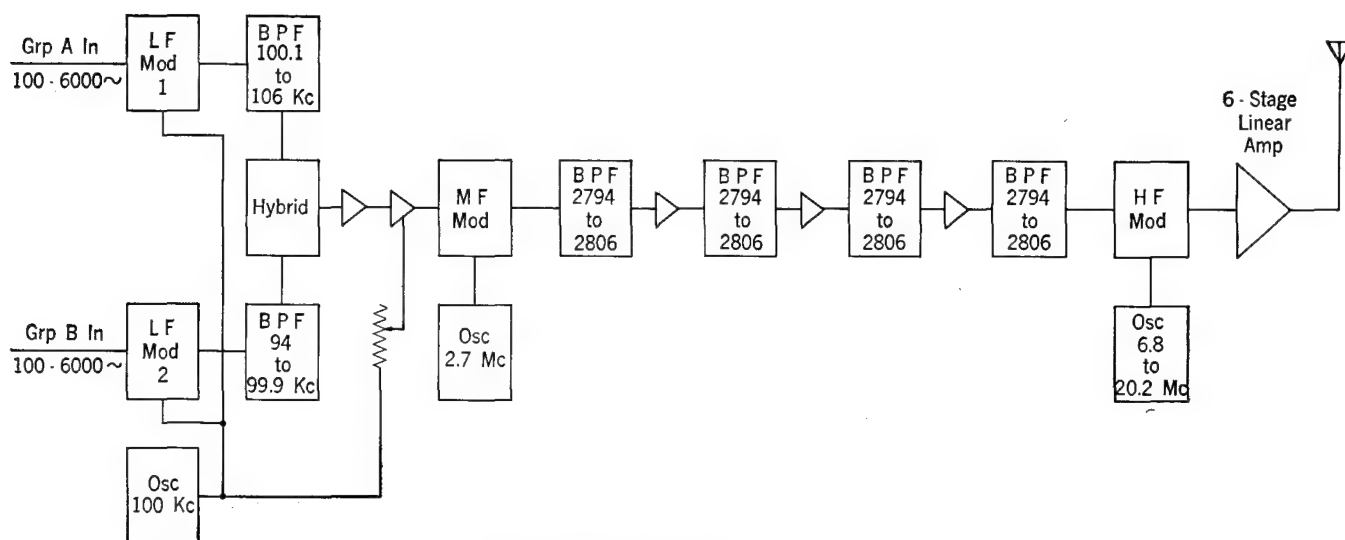 Grp A In
100 - 6000~
L F
Mod
1
B P F
100.1
to
106 Kc
6 - Stage
Linear
Amp
Hybrid
M F
Mod
B P F
2794
to
2806
B P F
2794
to
2806
B P F
2794
to
2806
B P F
2794
to
2806
H F
Mod
Grp B In
100 - 6000~
L F
Mod
2
B P F
94
to
99.9 Kc
Osc
2.7 Mc
Osc
6.8
to
20.2 Mc
Osc
100 Kc